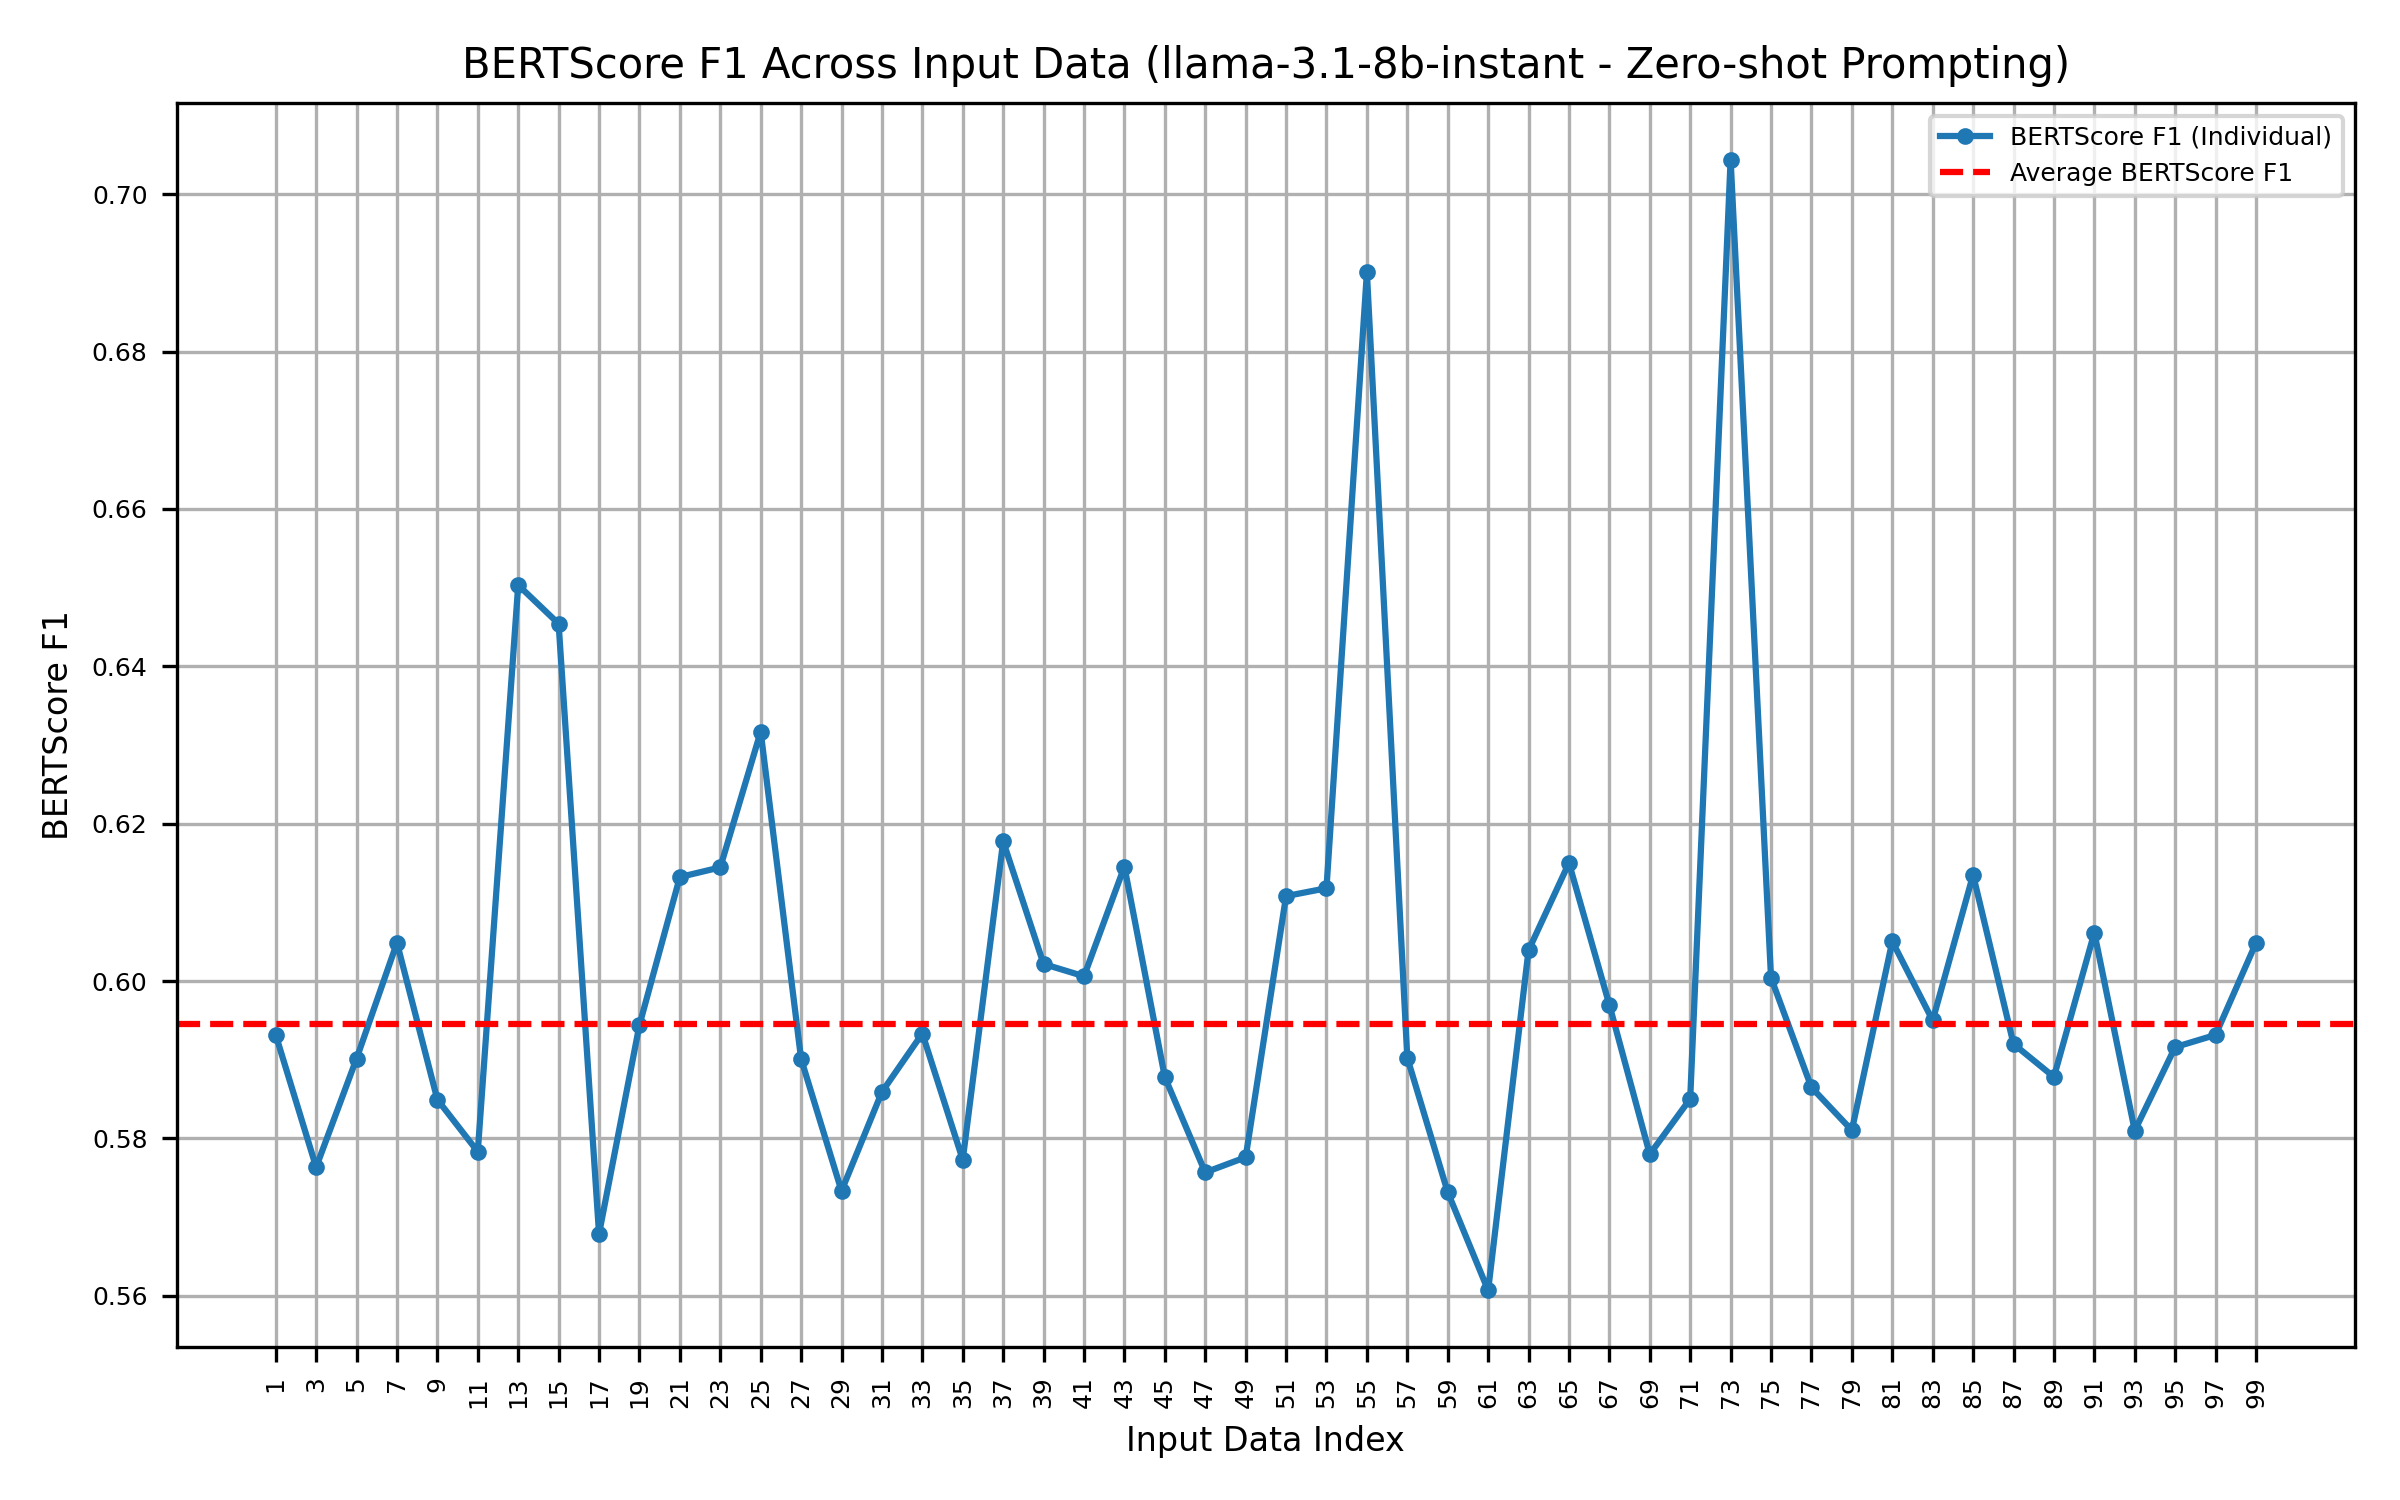 BERTScore F1 Across Input Data (llama-3.1-8b-instant - Zero-shot Prompting)
BERTScore F1 (Individual)
Average BERTScore F1
BERTScore F1
0.70
0.68
0.66
0.64
0.62
0.60
0.58
0.56
1 3 5 7 9 11 13 15 17 19 21 23 25 27 29 31 33 35 37 39 41 43 45 47 49 51 53 55 57 59 61 63 65 67 69 71 73 75 77 79 81 83 85 87 89 91 93 95 97 99
Input Data Index